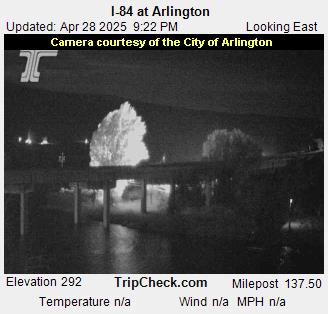 I-84 at Arlington
Updated: Apr 28 2025 9:22 PM Looking East
Camera courtesy of the City of Arlington
Elevation 292 TripCheck.com Milepost 137.50
Temperature n/a Wind n/a MPH n/a